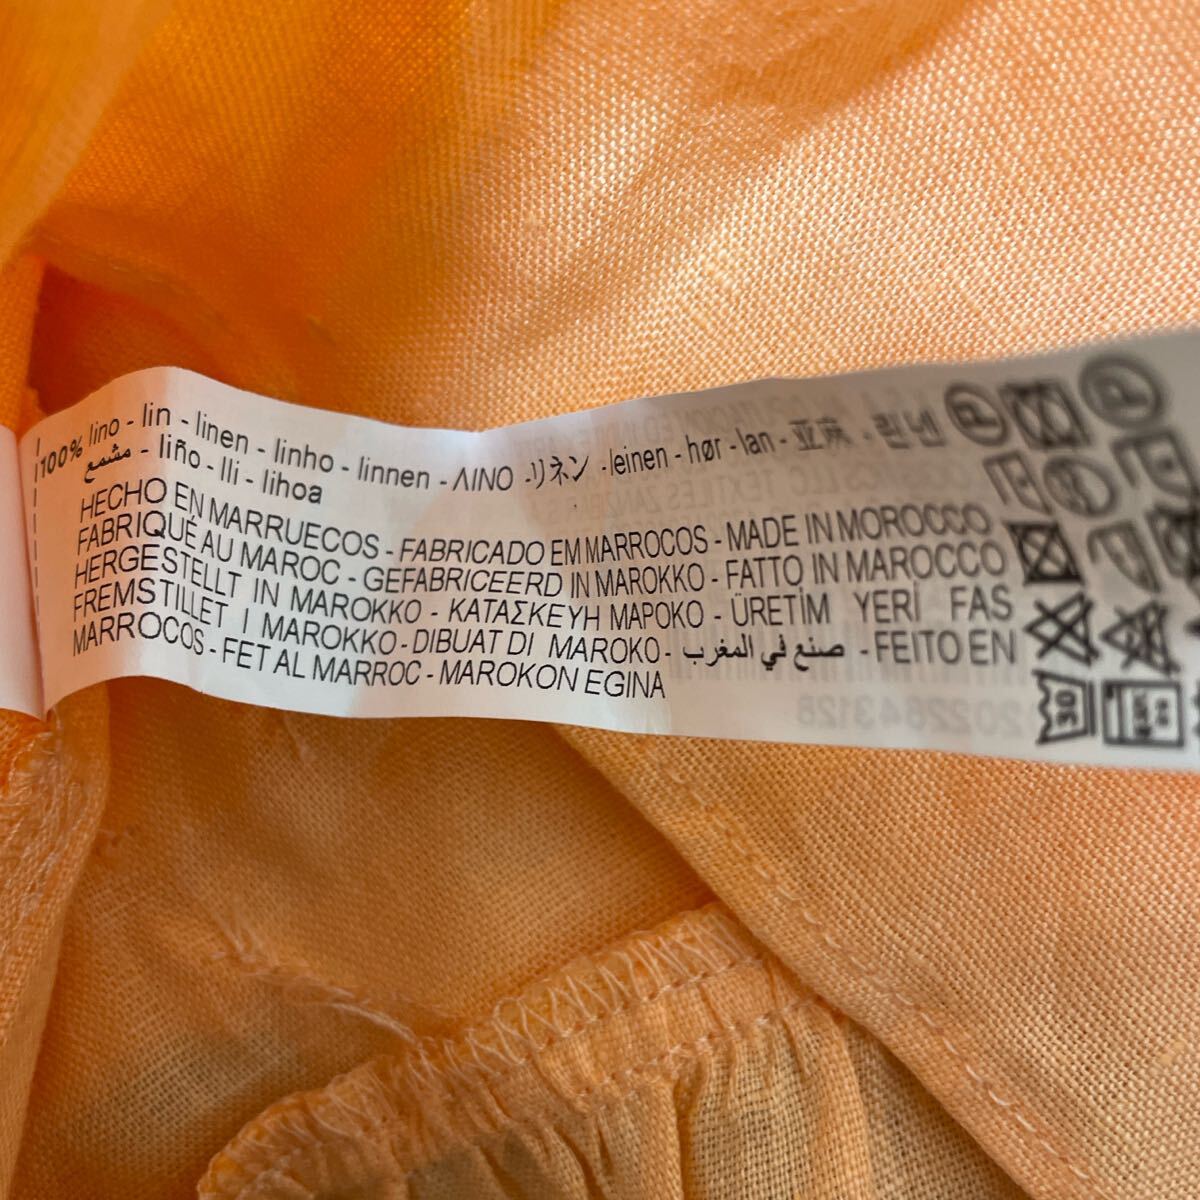 100% lino - lin - linen - linho - linnen - ΛΙΝΟ - リネン - leinen - hør - lan - 亚麻 - 린넨
مشمع - liño - lli - lihoa
HECHO EN MARRUECOS - FABRICADO EM MARROCOS - MADE IN MOROCCO
FABRIQUÉ AU MAROC - GEFABRICEERD IN MAROKKO - FATTO IN MAROCCO
HERGESTELLT IN MAROKKO - ΚΑΤΑΣΚΕΥΗ ΜΑΡΟΚΟ - ÜRETİM YERİ FAS
FREMSTILLET I MAROKKO - DIBUAT DI MAROKO - صنع في المغرب - FEITO EN
MARROCOS - FET AL MARROC - MAROKON EGINA
30